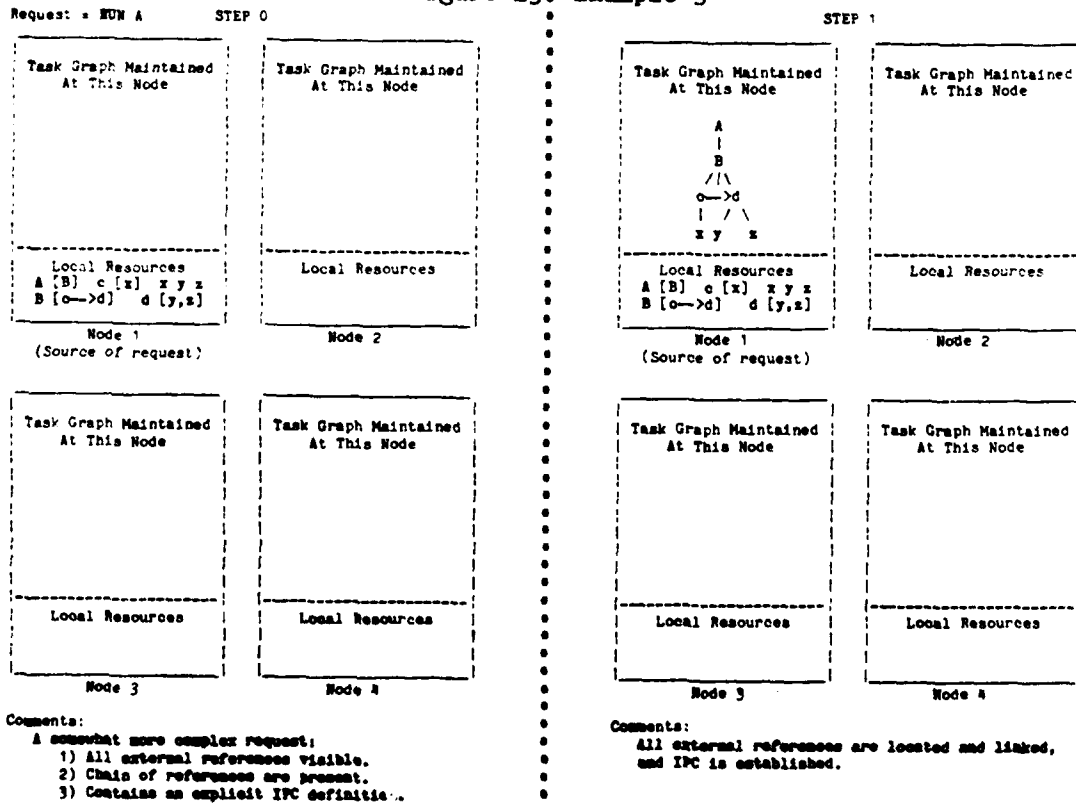 Request = RUN A STEP 0
Task Graph Maintained
At This Node
Local Resources
A [B] c [x] x y z
B [c—>d] d [y,z]
Node 1
(Source of request)
Task Graph Maintained
At This Node
Local Resources
Node 2
Task Graph Maintained
At This Node
Local Resources
Node 3
Task Graph Maintained
At This Node
Local Resources
Node 4
Comments:
A somewhat more complex request:
1) All external references visible.
2) Chain of references are present.
3) Contains an explicit IPC
STEP 1
Task Graph Maintained
At This Node
A
B
c—>d
x y z
Local Resources
A [B] c [x] x y z
B [c—>d] d [y,z]
Node 1
(Source of request)
Task Graph Maintained
At This Node
Local Resources
Node 2
Task Graph Maintained
At This Node
Local Resources
Node 3
Task Graph Maintained
At This Node
Local Resources
Node 4
Comments:
All external references are located and linked,
and IPC is established.